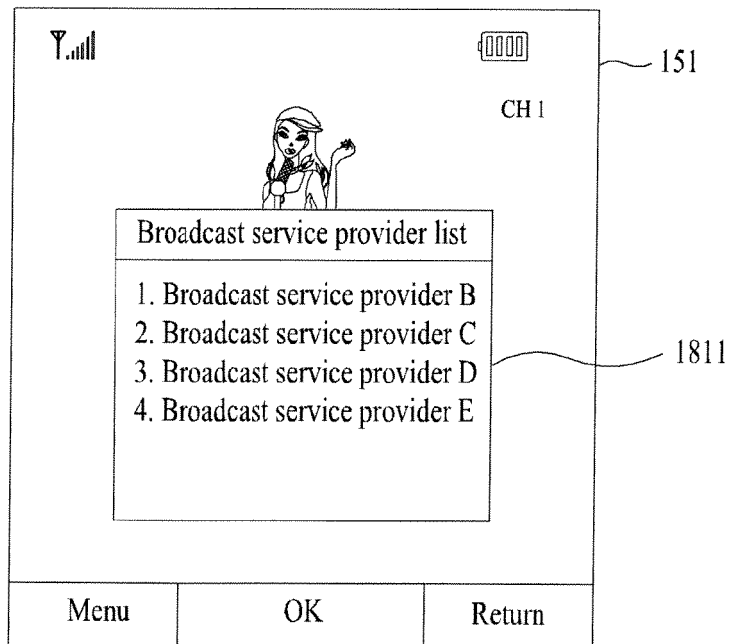 151
CH 1
Broadcast service provider list
1. Broadcast service provider B
2. Broadcast service provider C
3. Broadcast service provider D
4. Broadcast service provider E
1811
Menu
OK
Return